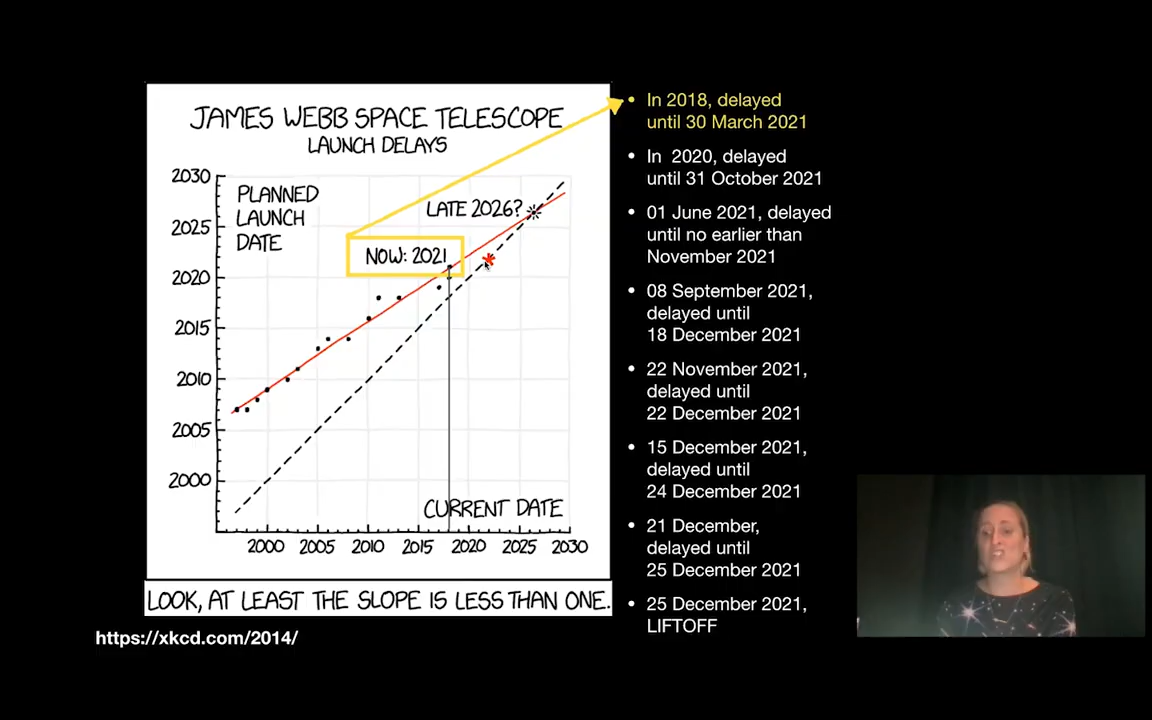 JAMES WEBB SPACE TELESCOPE
LAUNCH DELAYS
PLANNED
LAUNCH
DATE
2030
2025
2020
2015
2010
2005
2000
LATE 2026?
NOW: 2021
CURRENT DATE
2000 2005 2010 2015 2020 2025 2030
LOOK, AT LEAST THE SLOPE IS LESS THAN ONE.
https://xkcd.com/2014/
• In 2018, delayed
until 30 March 2021
• In 2020, delayed
until 31 October 2021
• 01 June 2021, delayed
until no earlier than
November 2021
• 08 September 2021,
delayed until
18 December 2021
• 22 November 2021,
delayed until
22 December 2021
• 15 December 2021,
delayed until
24 December 2021
• 21 December,
delayed until
25 December 2021
• 25 December 2021,
LIFTOFF